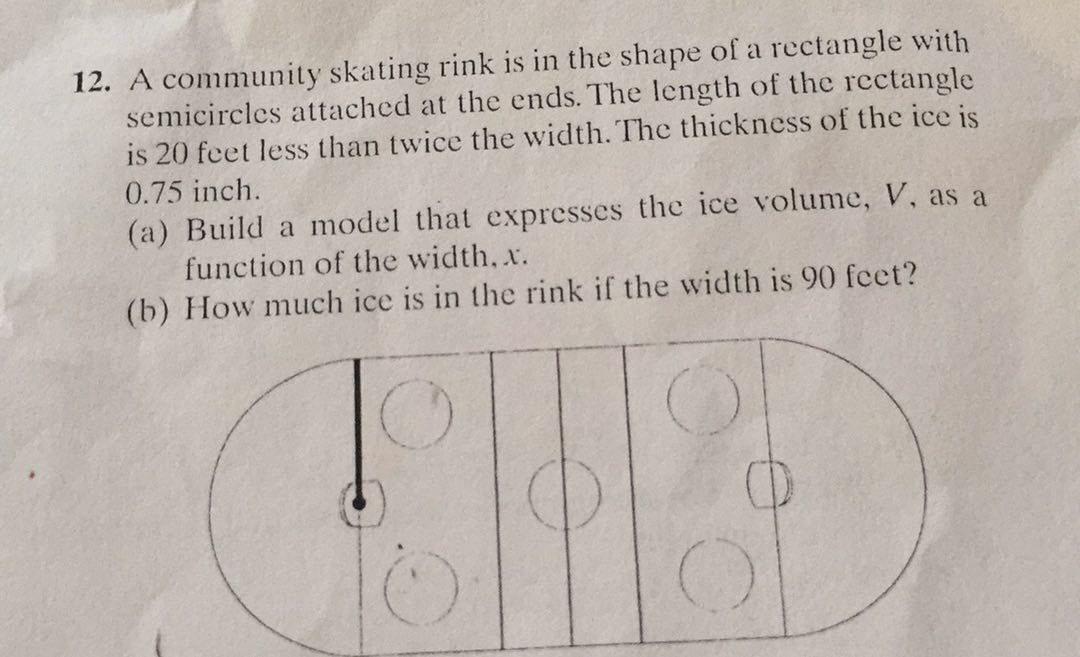 12. A community skating rink is in the shape of a rectangle with
semicircles attached at the ends. The length of the rectangle
is 20 feet less than twice the width. The thickness of the ice is
0.75 inch.
(a) Build a model that expresses the ice volume, V, as a
function of the width, x.
(b) How much ice is in the rink if the width is 90 feet?